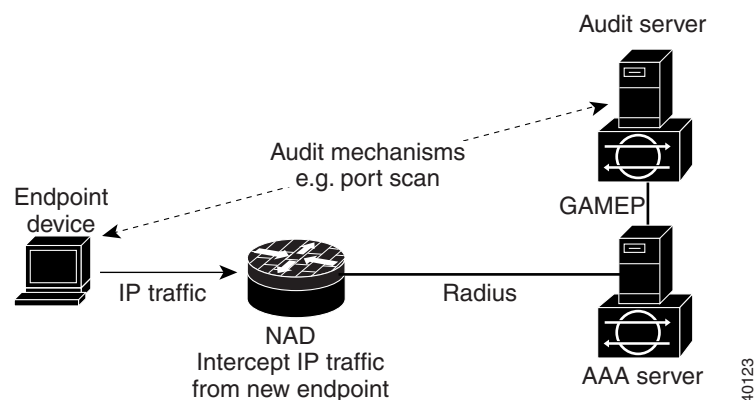 Audit server
Audit mechanisms
e.g. port scan
Endpoint
device
GAMEP
IP traffic
Radius
NAD
Intercept IP traffic
from new endpoint
AAA server